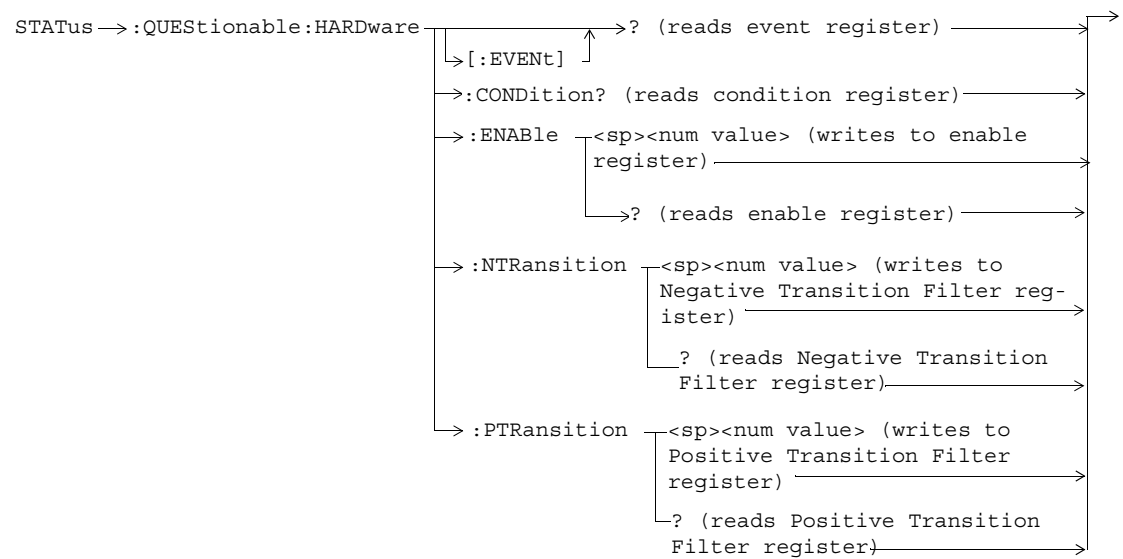 STATus :QUEStionable:HARDware ? (reads event register)
[:EVENt]
:CONDition? (reads condition register)
:ENABle <sp><num value> (writes to enable
register)
? (reads enable register)
:NTRansition <sp><num value> (writes to
Negative Transition Filter reg-
ister)
? (reads Negative Transition
Filter register)
:PTRansition <sp><num value> (writes to
Positive Transition Filter
register)
? (reads Positive Transition
Filter register)